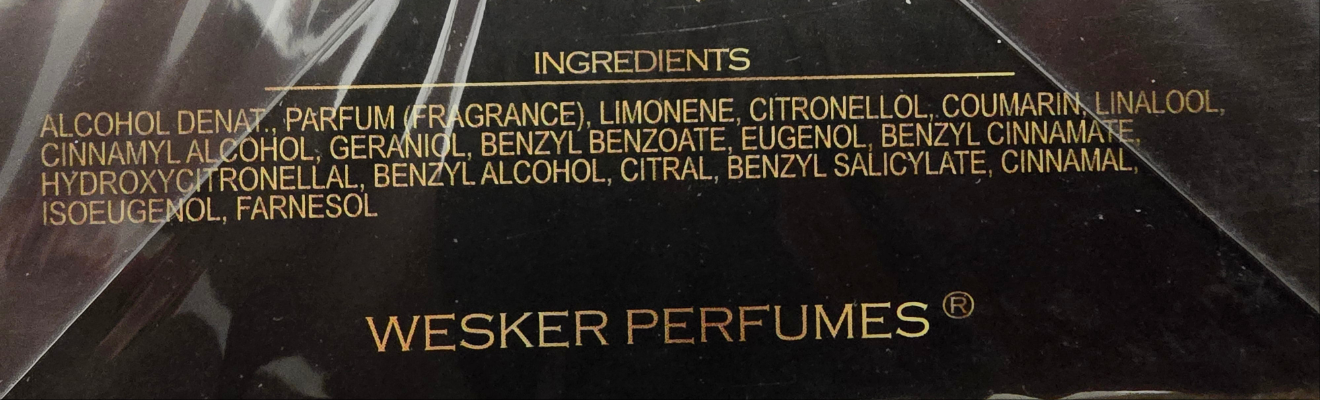 INGREDIENTS
ALCOHOL DENAT., PARFUM (FRAGRANCE), LIMONENE, CITRONELLOL, COUMARIN, LINALOOL,
CINNAMYL ALCOHOL, GERANIOL, BENZYL BENZOATE, EUGENOL, BENZYL CINNAMATE,
HYDROXYCITRONELLAL, BENZYL ALCOHOL, CITRAL, BENZYL SALICYLATE, CINNAMAL,
ISOEUGENOL, FARNESOL
WESKER PERFUMES ®